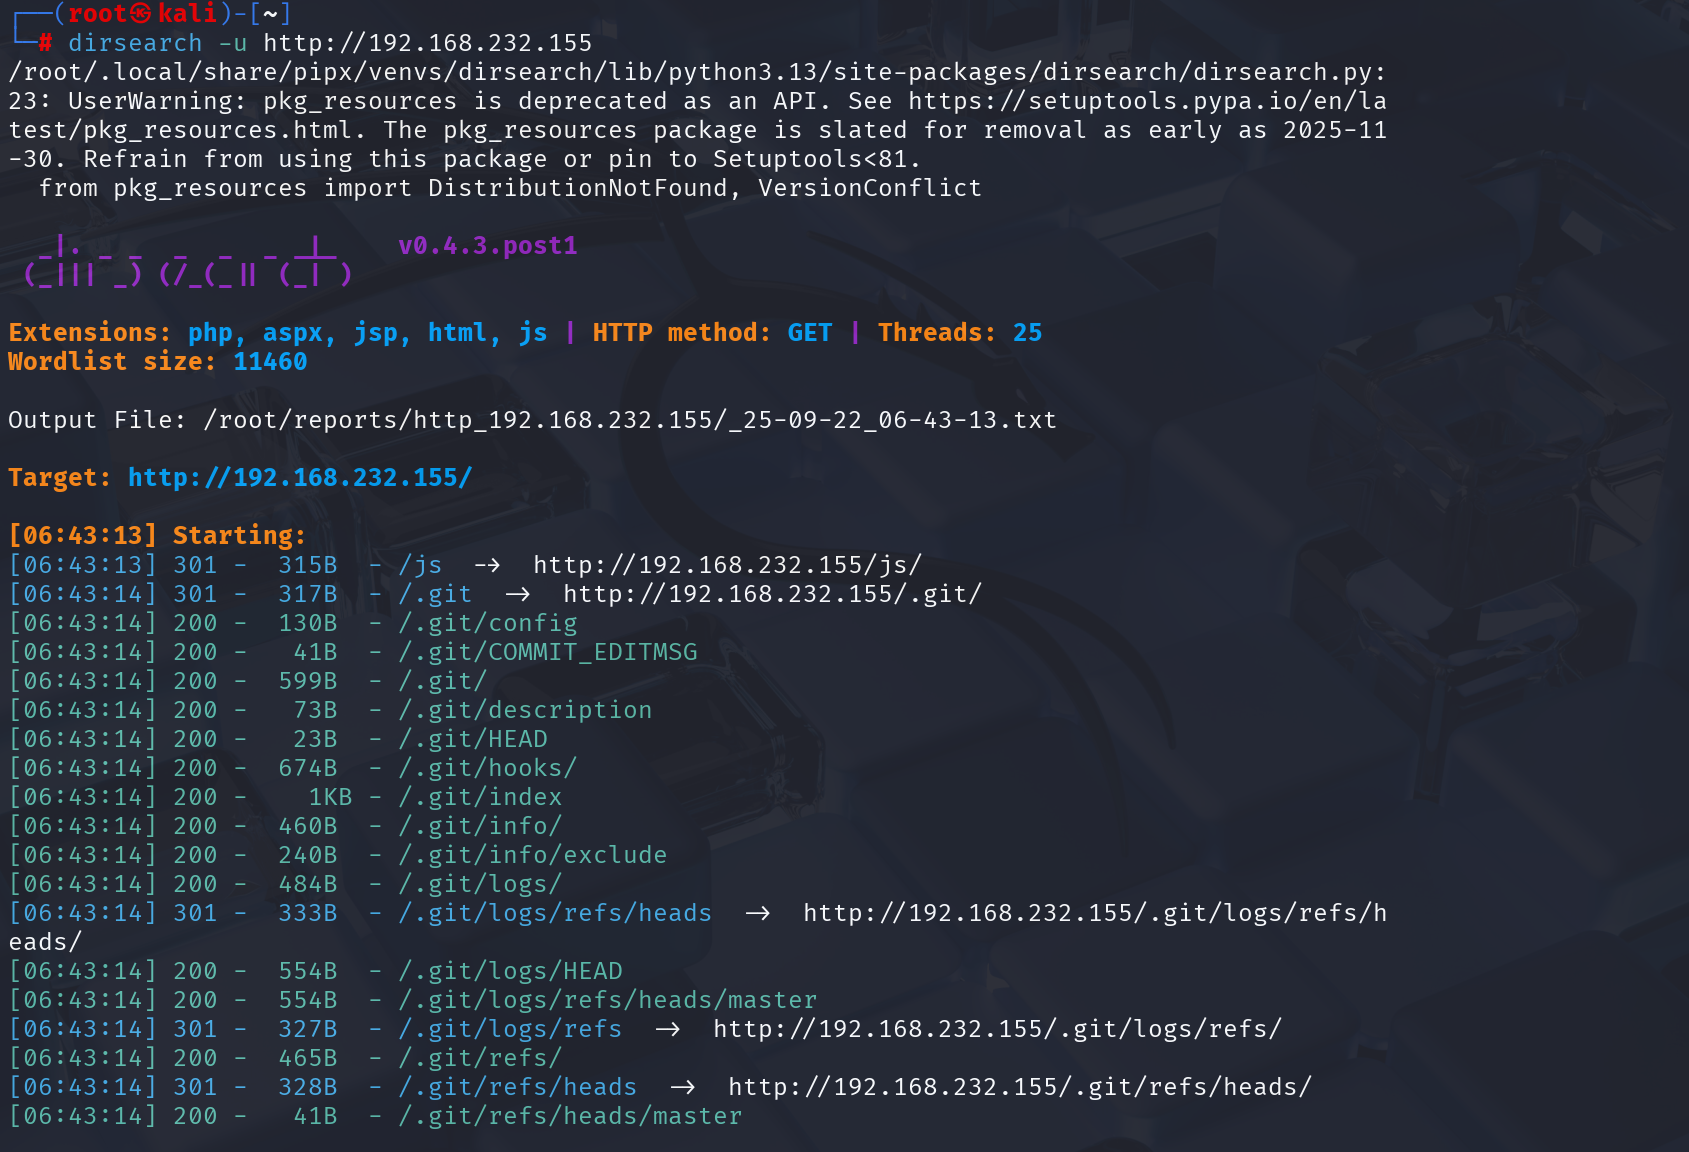 ┌──(root㉿kali)-[~]
└─# dirsearch -u http://192.168.232.155
/root/.local/share/pipx/venvs/dirsearch/lib/python3.13/site-packages/dirsearch/dirsearch.py:
23: UserWarning: pkg_resources is deprecated as an API. See https://setuptools.pypa.io/en/la
test/pkg_resources.html. The pkg_resources package is slated for removal as early as 2025-11
-30. Refrain from using this package or pin to Setuptools<81.
  from pkg_resources import DistributionNotFound, VersionConflict
  _|. _ _  _  _  _ _|_    v0.4.3.post1
 (_||| _) (/_(_|| (_| )
Extensions: php, aspx, jsp, html, js | HTTP method: GET | Threads: 25
Wordlist size: 11460
Output File: /root/reports/http_192.168.232.155/_25-09-22_06-43-13.txt
Target: http://192.168.232.155/
[06:43:13] Starting:
[06:43:13] 301 -  315B  - /js  ->  http://192.168.232.155/js/
[06:43:14] 301 -  317B  - /.git  ->  http://192.168.232.155/.git/
[06:43:14] 200 -  130B  - /.git/config
[06:43:14] 200 -   41B  - /.git/COMMIT_EDITMSG
[06:43:14] 200 -  599B  - /.git/
[06:43:14] 200 -   73B  - /.git/description
[06:43:14] 200 -   23B  - /.git/HEAD
[06:43:14] 200 -  674B  - /.git/hooks/
[06:43:14] 200 -    1KB - /.git/index
[06:43:14] 200 -  460B  - /.git/info/
[06:43:14] 200 -  240B  - /.git/info/exclude
[06:43:14] 200 -  484B  - /.git/logs/
[06:43:14] 301 -  333B  - /.git/logs/refs/heads  ->  http://192.168.232.155/.git/logs/refs/h
eads/
[06:43:14] 200 -  554B  - /.git/logs/HEAD
[06:43:14] 200 -  554B  - /.git/logs/refs/heads/master
[06:43:14] 301 -  327B  - /.git/logs/refs  ->  http://192.168.232.155/.git/logs/refs/
[06:43:14] 200 -  465B  - /.git/refs/
[06:43:14] 301 -  328B  - /.git/refs/heads  ->  http://192.168.232.155/.git/refs/heads/
[06:43:14] 200 -   41B  - /.git/refs/heads/master